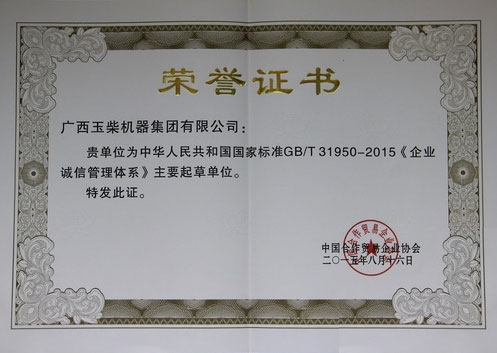 荣誉证书
广西玉柴机器集团有限公司：
贵单位为中华人民共和国国家标准GB/T 31950-2015《企业
诚信管理体系》主要起草单位。
特发此证。
中国合作贸易企业协会
二〇一五年八月十六日